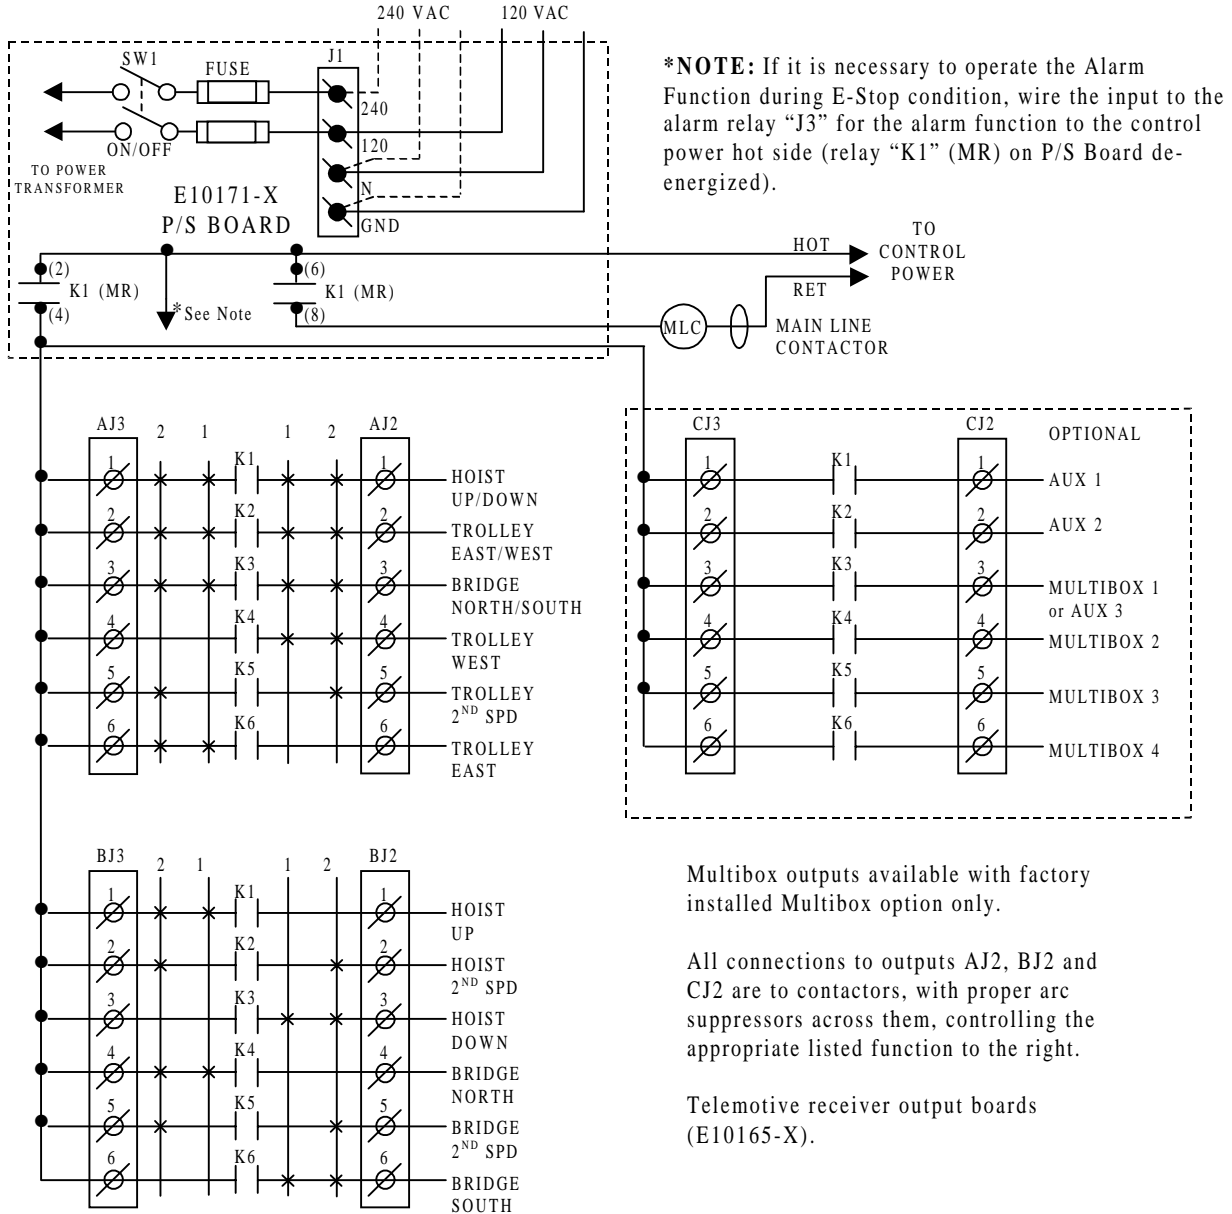 240 VAC
120 VAC
SW1
FUSE
J1
240
120
N
GND
ON/OFF
TO POWER
TRANSFORMER
E10171-X
P/S BOARD
*NOTE: If it is necessary to operate the Alarm
Function during E-Stop condition, wire the input to the
alarm relay “J3” for the alarm function to the control
power hot side (relay “K1” (MR) on P/S Board de-
energized).
(2)
K1 (MR)
(4)
*See Note
(6)
K1 (MR)
(8)
HOT
RET
TO
CONTROL
POWER
MLC
MAIN LINE
CONTACTOR
AJ3 2 1 1 2 AJ2
1 K1 1 HOIST
UP/DOWN
2 K2 2 TROLLEY
EAST/WEST
3 K3 3 BRIDGE
NORTH/SOUTH
4 K4 4 TROLLEY
WEST
5 K5 5 TROLLEY
2ND SPD
6 K6 6 TROLLEY
EAST
CJ3 CJ2 OPTIONAL
1 K1 1 AUX 1
2 K2 2 AUX 2
3 K3 3 MULTIBOX 1
or AUX 3
4 K4 4 MULTIBOX 2
5 K5 5 MULTIBOX 3
6 K6 6 MULTIBOX 4
BJ3 2 1 1 2 BJ2
1 K1 1 HOIST
UP
2 K2 2 HOIST
2ND SPD
3 K3 3 HOIST
DOWN
4 K4 4 BRIDGE
NORTH
5 K5 5 BRIDGE
2ND SPD
6 K6 6 BRIDGE
SOUTH
Multibox outputs available with factory
installed Multibox option only.
All connections to outputs AJ2, BJ2 and
CJ2 are to contactors, with proper arc
suppressors across them, controlling the
appropriate listed function to the right.
Telemotive receiver output boards
(E10165-X).